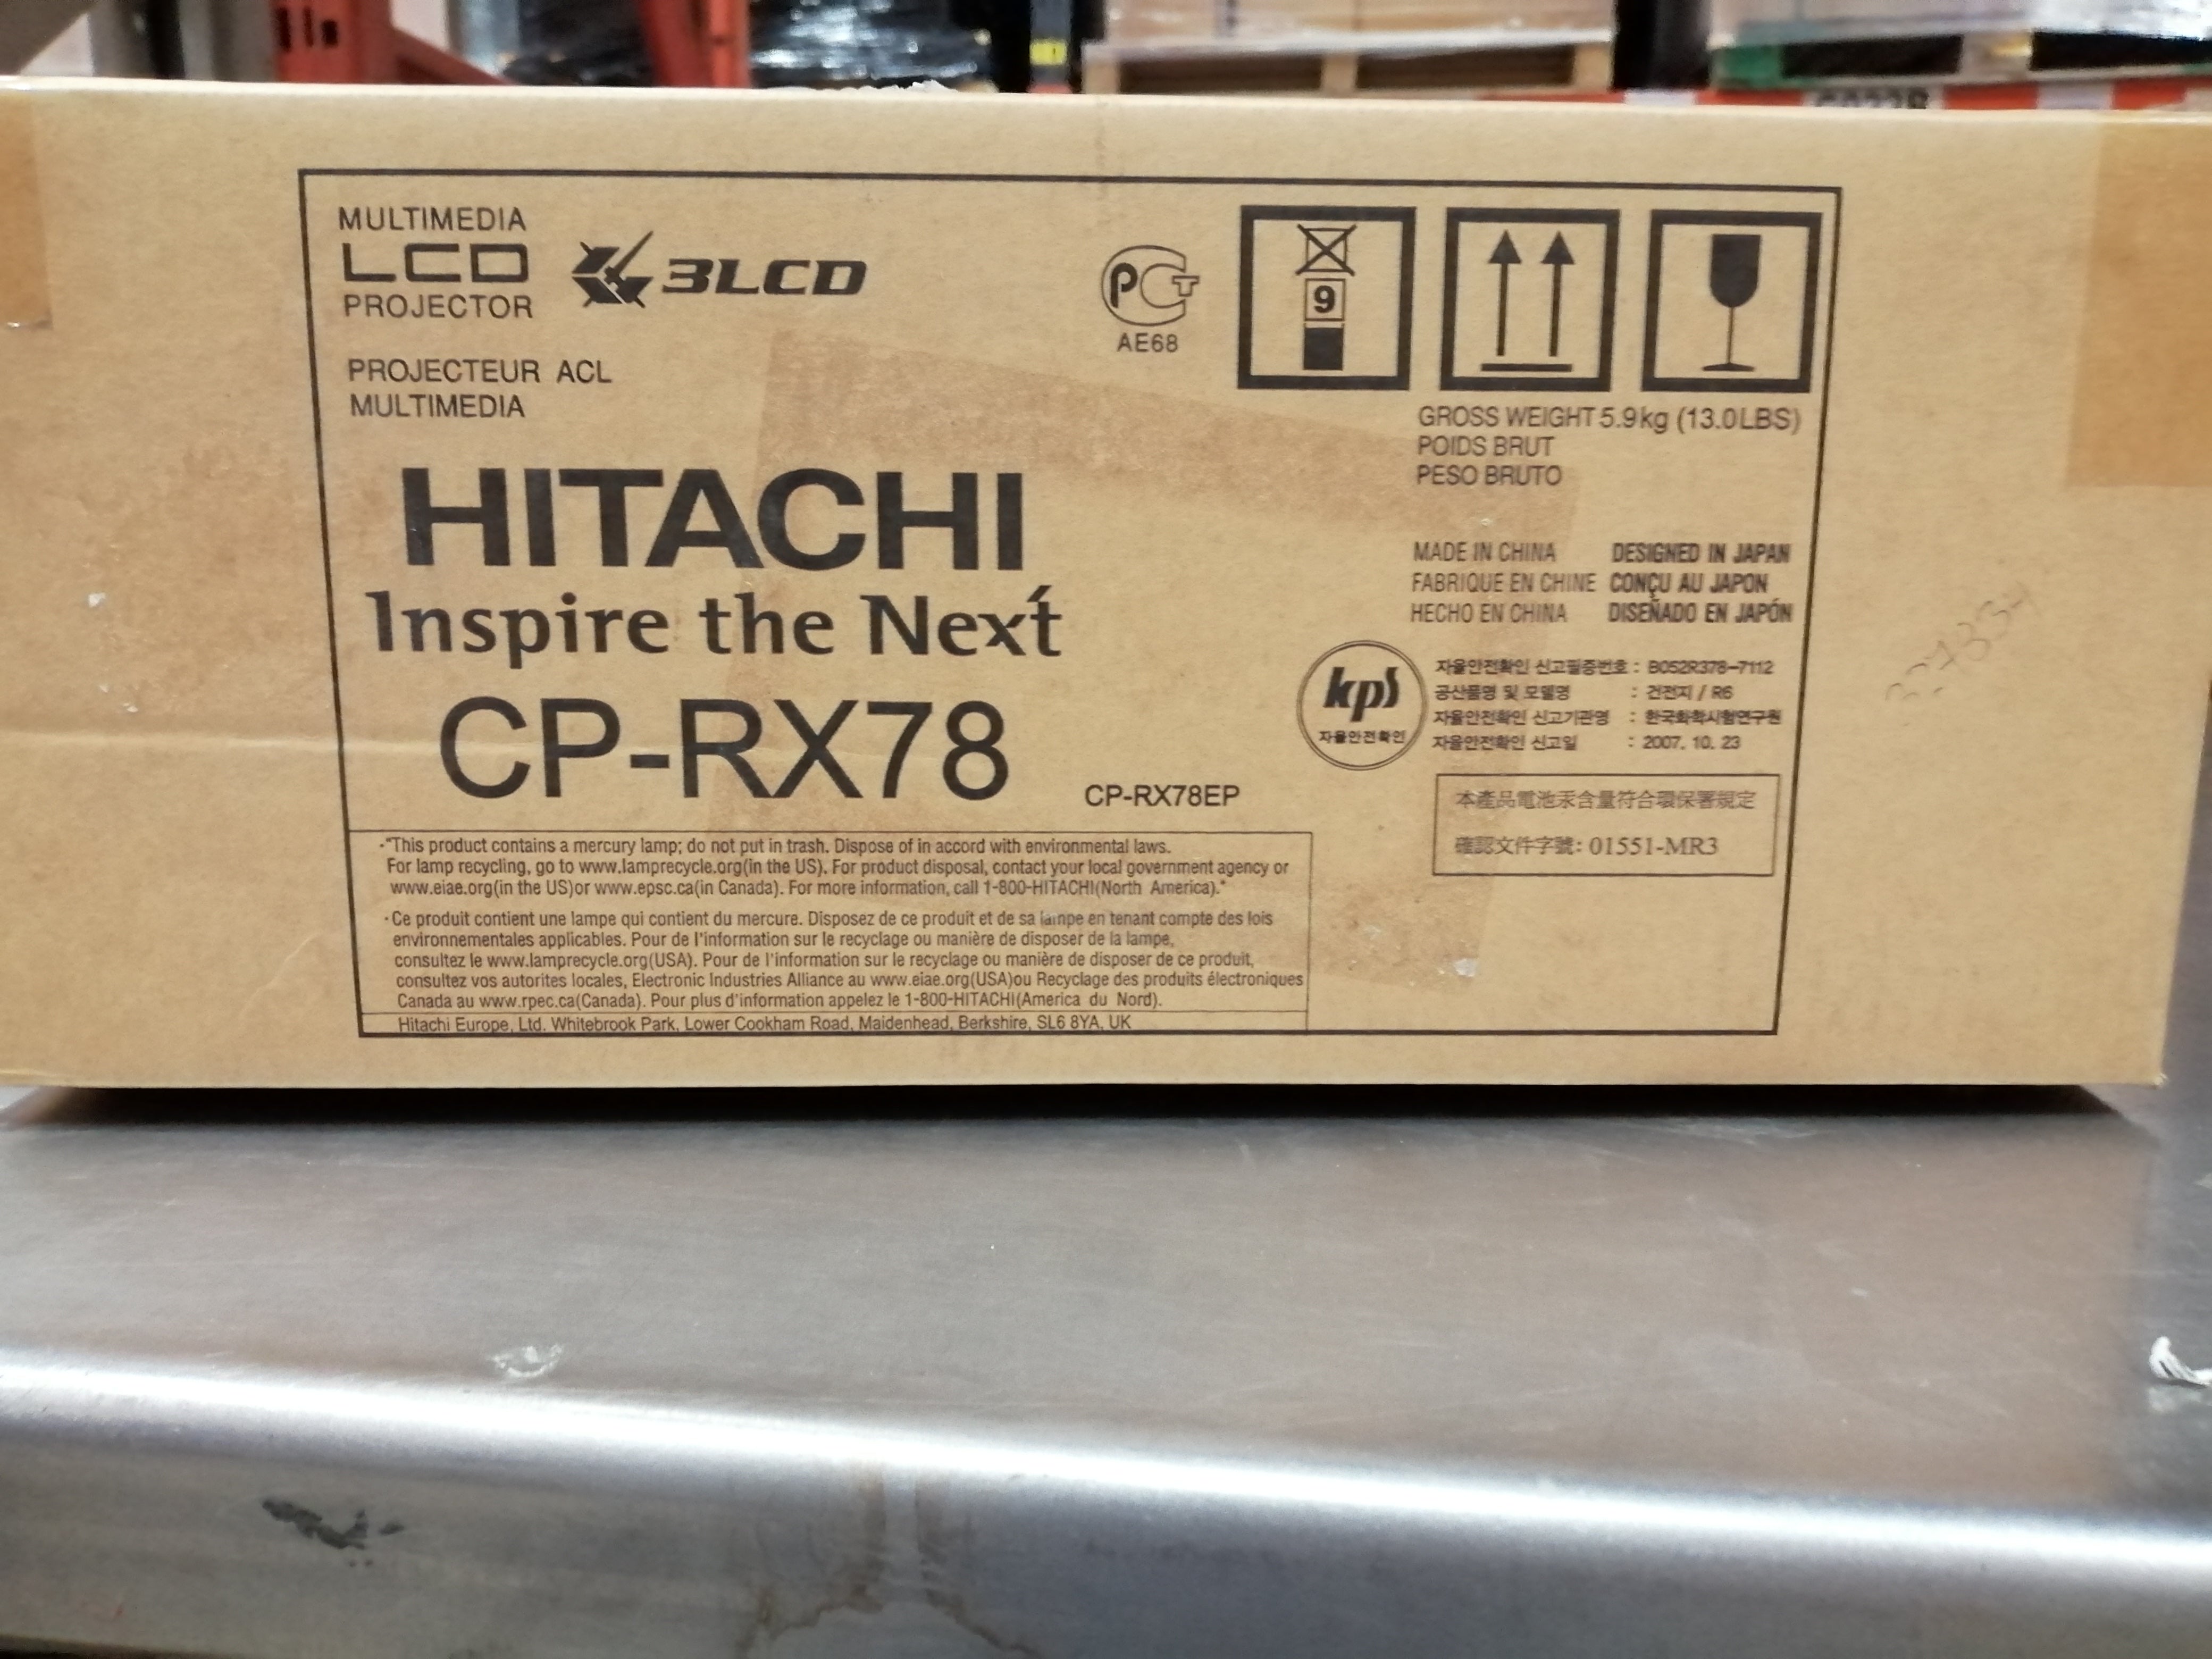 MULTIMEDIA
LCD
PROJECTOR
3LCD
PROJECTEUR ACL
MULTIMEDIA
HITACHI
Inspire the Next
CP-RX78
CP-RX78EP
PCT
AE68
9
GROSS WEIGHT 5.9kg (13.0LBS)
POIDS BRUT
PESO BRUTO
MADE IN CHINA DESIGNED IN JAPAN
FABRIQUE EN CHINE CONÇU AU JAPON
HECHO EN CHINA DISEÑADO EN JAPÓN
kps
자율안전확인
자율안전확인 신고필증번호 : B052R378-7112
공산품명 및 모델명 : 건전지 / R6
자율안전확인 신고기관명 : 한국화학시험연구원
자율안전확인 신고일 : 2007. 10. 23
本產品電池汞含量符合環保署規定
確認文件字號: 01551-MR3
-"This product contains a mercury lamp; do not put in trash. Dispose of in accord with environmental laws.
For lamp recycling, go to www.lamprecycle.org(in the US). For product disposal, contact your local government agency or
www.eiae.org(in the US)or www.epsc.ca(in Canada). For more information, call 1-800-HITACHI(North America)."
·Ce produit contient une lampe qui contient du mercure. Disposez de ce produit et de sa lampe en tenant compte des lois
environnementales applicables. Pour de l'information sur le recyclage ou manière de disposer de la lampe,
consultez le www.lamprecycle.org(USA). Pour de l'information sur le recyclage ou manière de disposer de ce produit,
consultez vos autorites locales, Electronic Industries Alliance au www.eiae.org(USA)ou Recyclage des produits électroniques
Canada au www.rpec.ca(Canada). Pour plus d'information appelez le 1-800-HITACHI(America du Nord).
Hitachi Europe, Ltd. Whitebrook Park, Lower Cookham Road, Maidenhead, Berkshire, SL6 8YA, UK